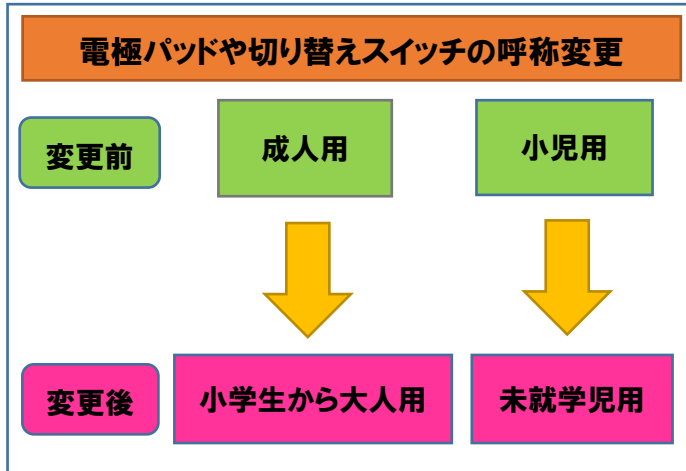 電極パッドや切り替えスイッチの呼称変更
変更前
成人用
小児用
変更後
小学生から大人用
未就学児用